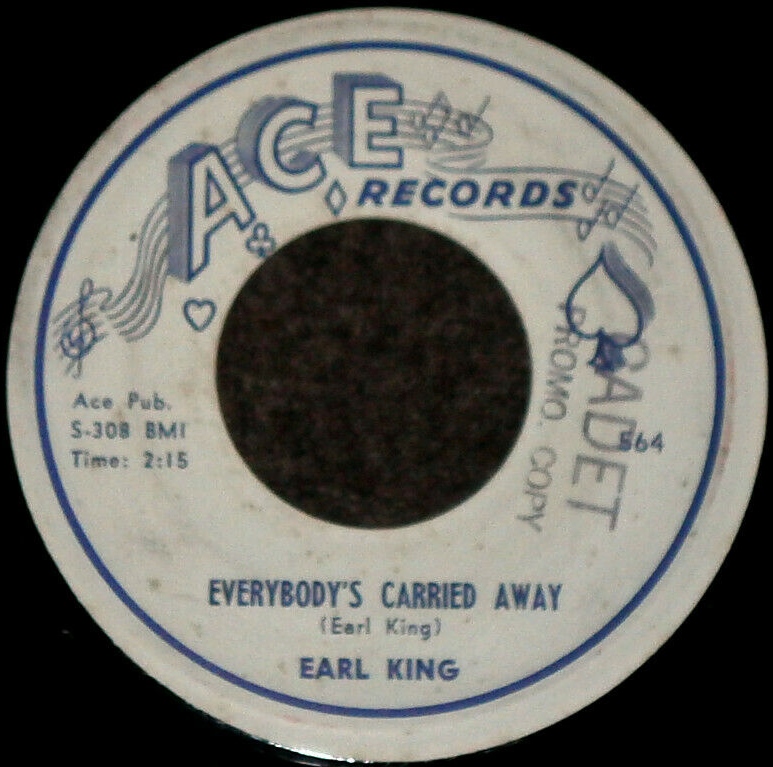 ACE
RECORDS
CADET
PROMO. COPY
Ace Pub.
S-308 BMI
Time: 2:15
564
EVERYBODY'S CARRIED AWAY
(Earl King)
EARL KING